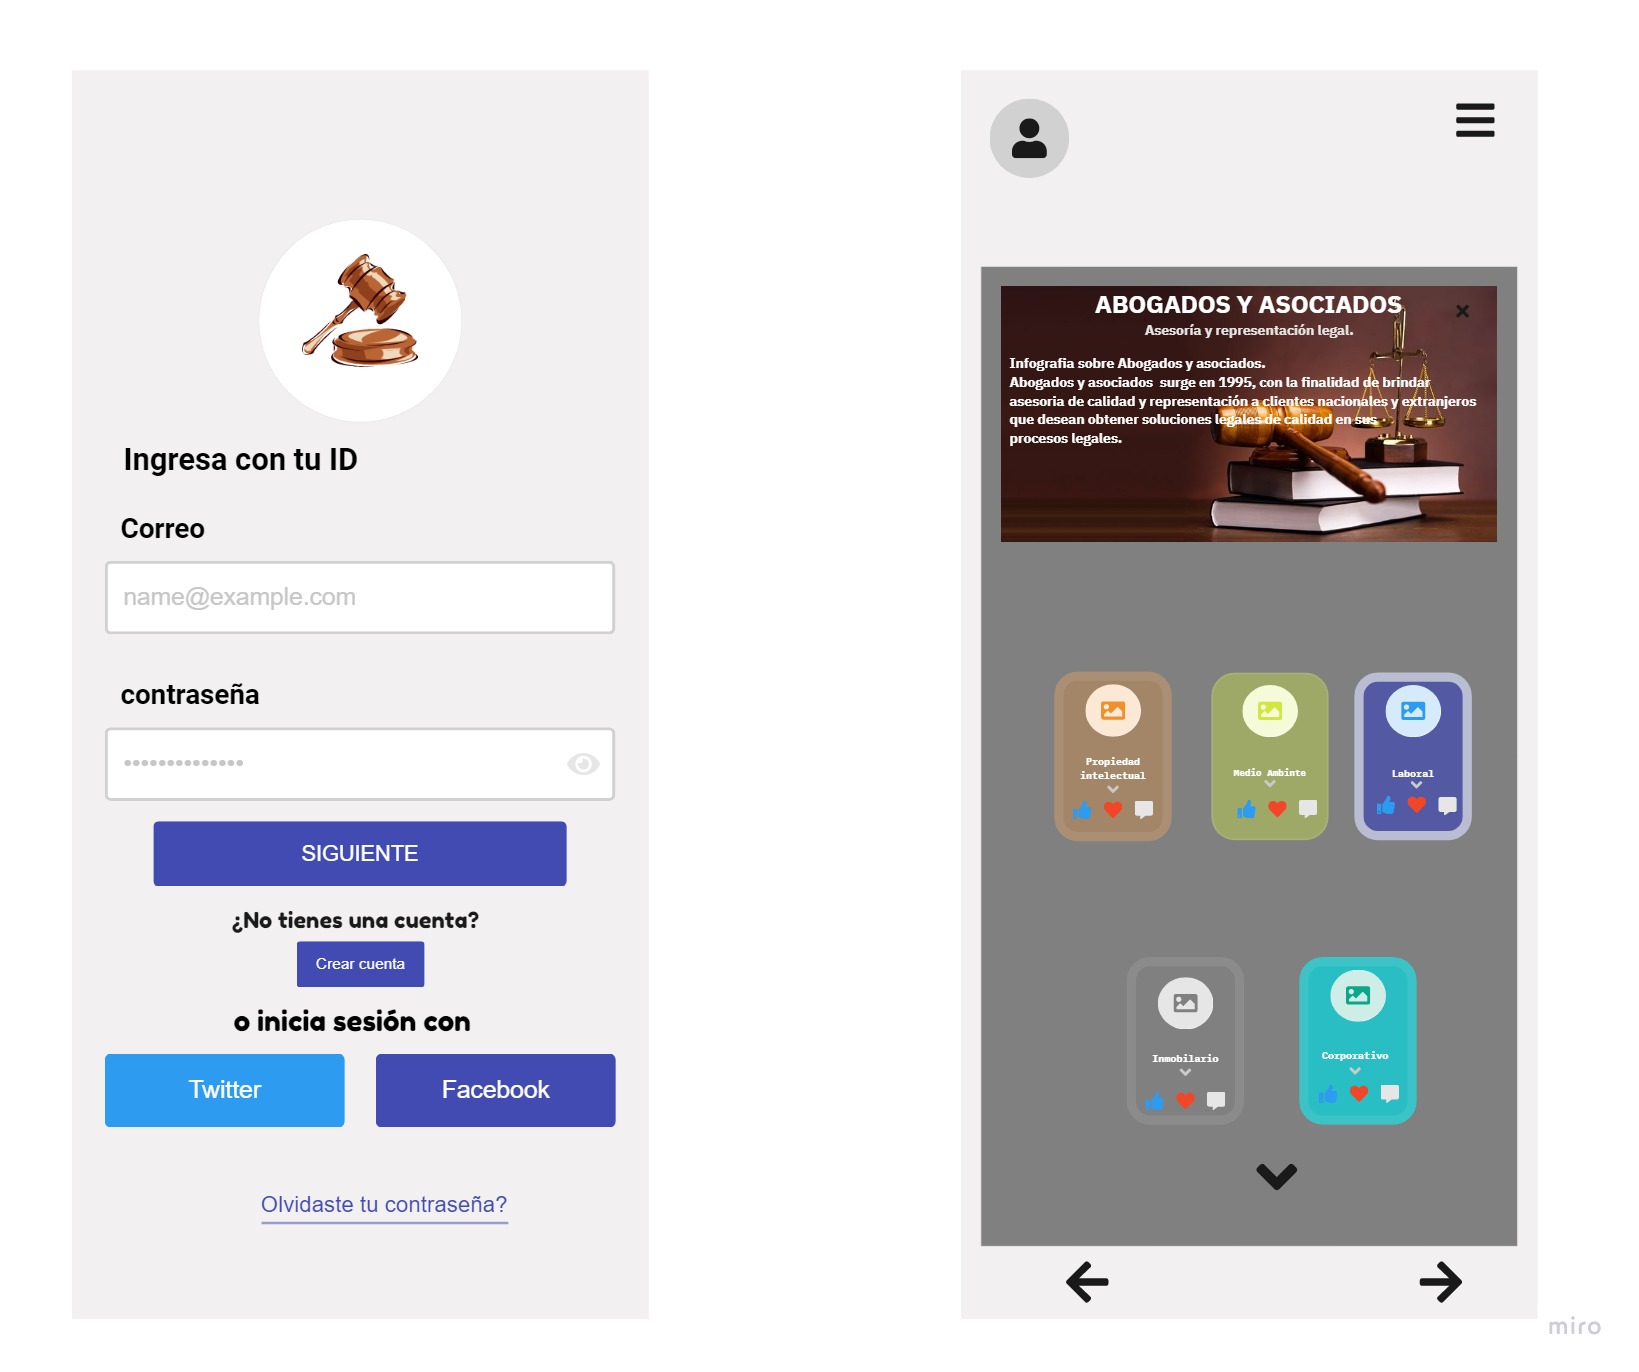 Ingresa con tu ID
Correo
name@example.com
contraseña
••••••••••••••
SIGUIENTE
¿No tienes una cuenta?
Crear cuenta
o inicia sesión con
Twitter
Facebook
Olvidaste tu contraseña?
ABOGADOS Y ASOCIADOS
Asesoría y representación legal.
Infografia sobre Abogados y asociados.
Abogados y asociados  surge en 1995, con la finalidad de brindar
asesoria de calidad y representación a clientes nacionales y extranjeros
que desean obtener soluciones legales de calidad en sus
procesos legales.
Propiedad
intelectual
Medio Ambinte
Laboral
Inmobilario
Corporativo
miro